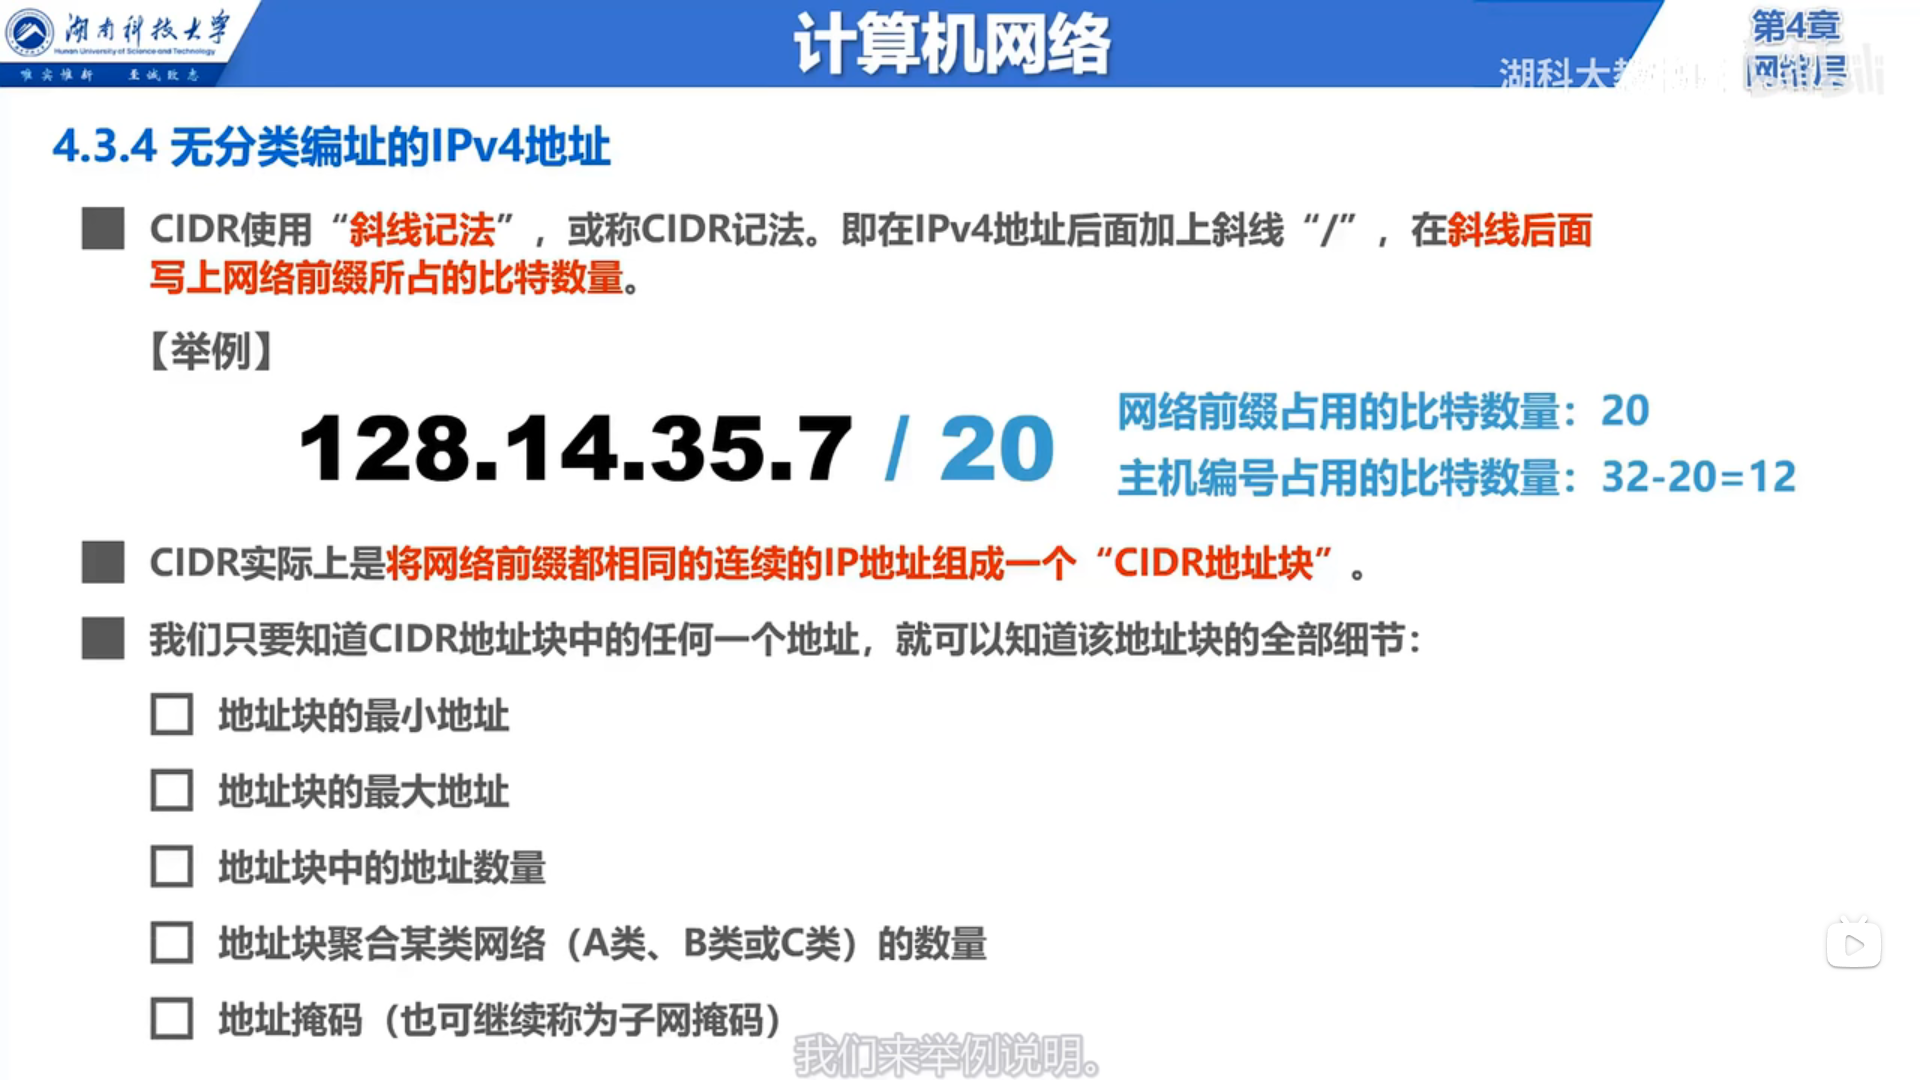 湖南科技大学
Hunan University of Science and Technology
唯实惟新 至诚致志
计算机网络
第4章
网络层
湖科大教
4.3.4 无分类编址的IPv4地址
CIDR使用“斜线记法”，或称CIDR记法。即在IPv4地址后面加上斜线“/”，在斜线后面
写上网络前缀所占的比特数量。
【举例】
128.14.35.7 / 20
网络前缀占用的比特数量：20
主机编号占用的比特数量：32-20=12
CIDR实际上是将网络前缀都相同的连续的IP地址组成一个“CIDR地址块”。
我们只要知道CIDR地址块中的任何一个地址，就可以知道该地址块的全部细节：
地址块的最小地址
地址块的最大地址
地址块中的地址数量
地址块聚合某类网络（A类、B类或C类）的数量
地址掩码（也可继续称为子网掩码）
我们来举例说明。